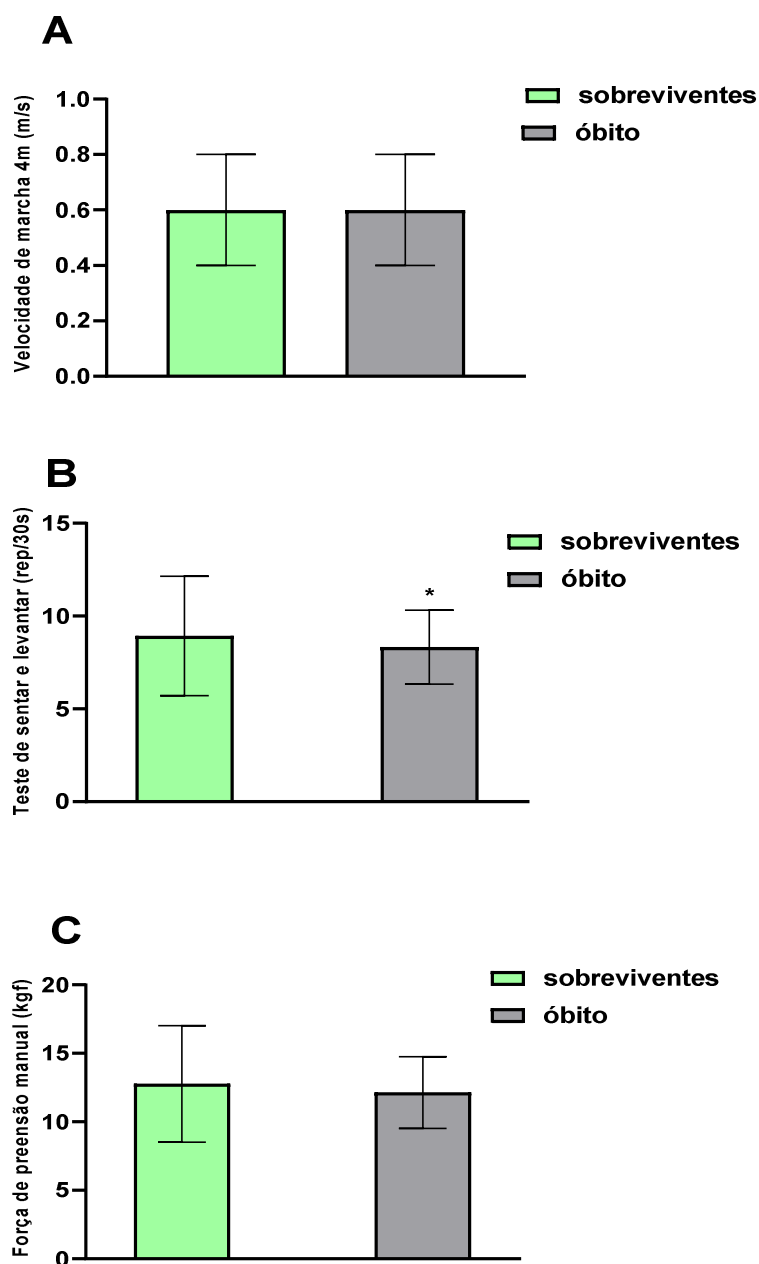 A
Velocidade de marcha 4m (m/s)
1.0
0.8
0.6
0.4
0.2
0.0
sobreviventes
óbito
B
Teste de sentar e levantar (rep/30s)
15
10
5
0
*
sobreviventes
óbito
C
Força de preensão manual (kgf)
20
15
10
5
0
sobreviventes
óbito